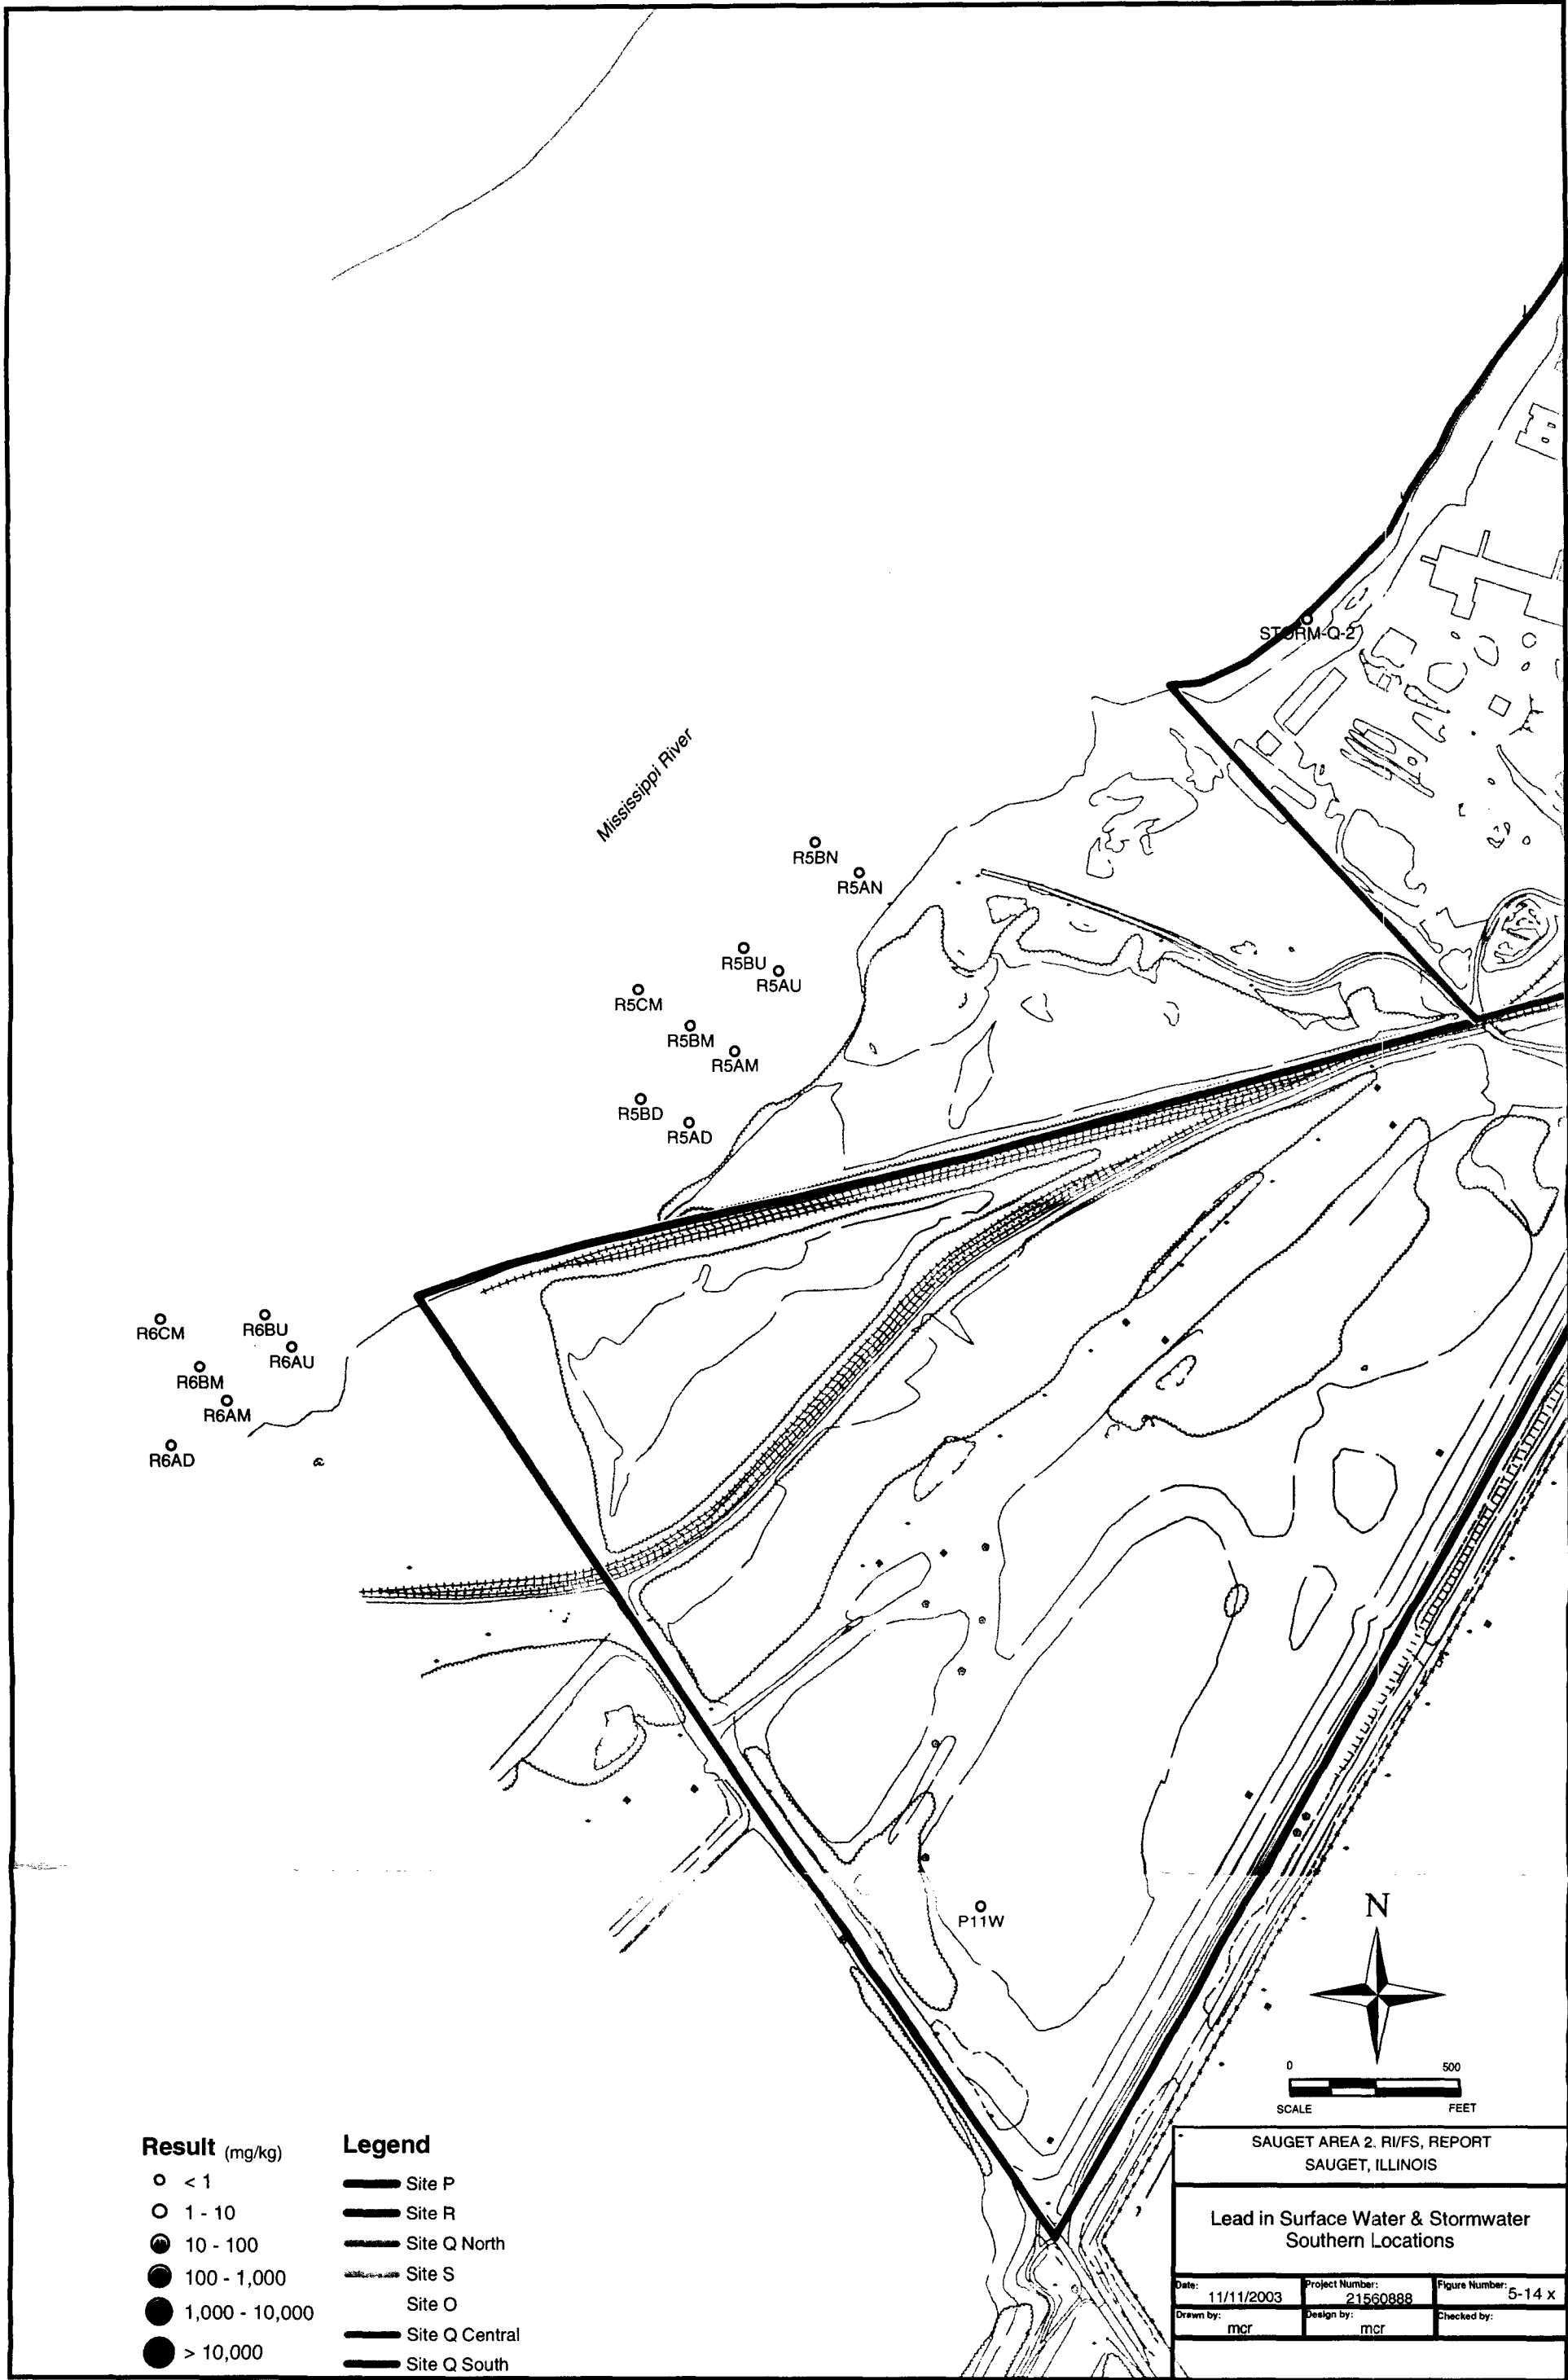 STORM-Q-2
Mississippi River
R5BN
R5AN
R5BU
R5AU
R5CM
R5BM
R5AM
R5BD
R5AD
R6CM
R6BU
R6AU
R6BM
R6AM
R6AD
P11W
N
0 500
SCALE FEET
Result (mg/kg)
< 1
1 - 10
10 - 100
100 - 1,000
1,000 - 10,000
> 10,000
Legend
Site P
Site R
Site Q North
Site S
Site O
Site Q Central
Site Q South
SAUGET AREA 2. RI/FS, REPORT
SAUGET, ILLINOIS
Lead in Surface Water & Stormwater
Southern Locations
Date: 11/11/2003
Project Number: 21560888
Figure Number: 5-14 x
Drawn by: mcr
Design by: mcr
Checked by: